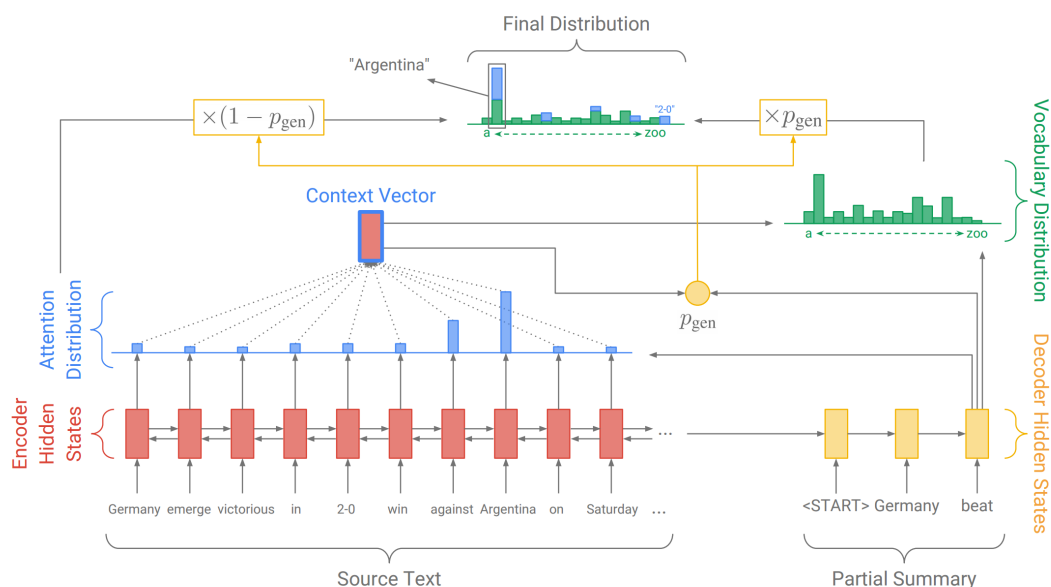 Final Distribution
"Argentina"
"2-0"
×(1 − p_gen)
×p_gen
a zoo
Context Vector
Vocabulary Distribution
a zoo
Attention
Distribution
p_gen
Encoder
Hidden
States
...
Decoder Hidden States
Germany emerge victorious in 2-0 win against Argentina on Saturday ...
<START> Germany beat
Source Text
Partial Summary